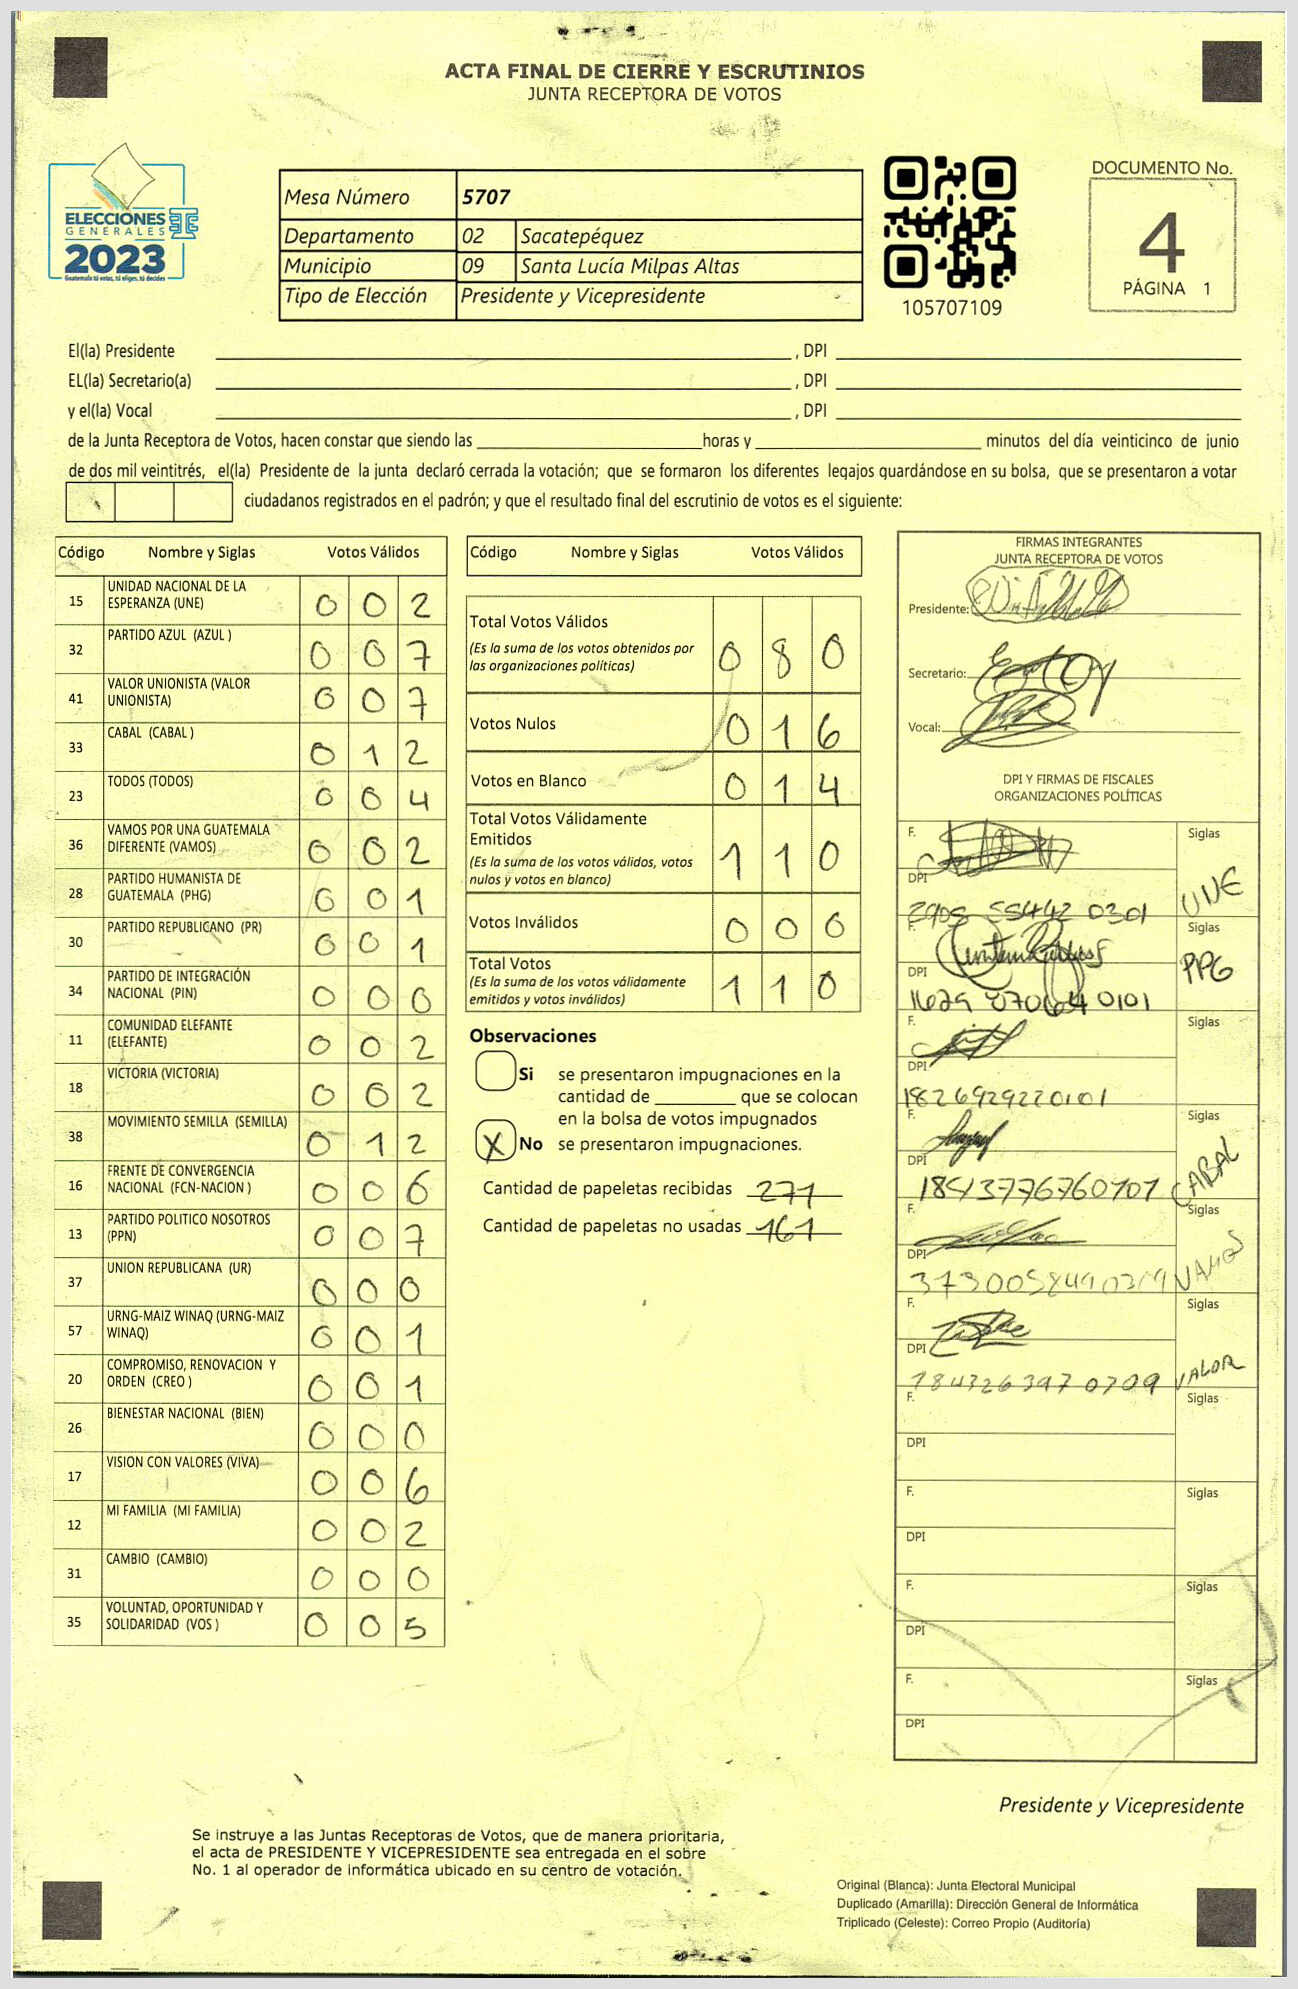 ACTA FINAL DE CIERRE Y ESCRUTINIOS
JUNTA RECEPTORA DE VOTOS
ELECCIONES
GENERALES
2023
Guatemala tú votas, tú eliges, tú decides
Mesa Número 5707
Departamento 02 Sacatepéquez
Municipio 09 Santa Lucía Milpas Altas
Tipo de Elección Presidente y Vicepresidente
105707109
DOCUMENTO No.
4
PÁGINA 1
El(la) Presidente , DPI
EL(la) Secretario(a) , DPI
y el(la) Vocal , DPI
de la Junta Receptora de Votos, hacen constar que siendo las horas y minutos del día veinticinco de junio
de dos mil veintitrés, el(la) Presidente de la junta declaró cerrada la votación; que se formaron los diferentes legajos quardándose en su bolsa, que se presentaron a votar
ciudadanos registrados en el padrón; y que el resultado final del escrutinio de votos es el siguiente:
Código Nombre y Siglas Votos Válidos
15 UNIDAD NACIONAL DE LA ESPERANZA (UNE) 0 0 2
32 PARTIDO AZUL (AZUL ) 0 0 7
41 VALOR UNIONISTA (VALOR UNIONISTA) 0 0 7
33 CABAL (CABAL ) 0 1 2
23 TODOS (TODOS) 0 0 4
36 VAMOS POR UNA GUATEMALA DIFERENTE (VAMOS) 0 0 2
28 PARTIDO HUMANISTA DE GUATEMALA (PHG) 0 0 1
30 PARTIDO REPUBLICANO (PR) 0 0 1
34 PARTIDO DE INTEGRACIÓN NACIONAL (PIN) 0 0 0
11 COMUNIDAD ELEFANTE (ELEFANTE) 0 0 2
18 VICTORIA (VICTORIA) 0 0 2
38 MOVIMIENTO SEMILLA (SEMILLA) 0 1 2
16 FRENTE DE CONVERGENCIA NACIONAL (FCN-NACION ) 0 0 6
13 PARTIDO POLITICO NOSOTROS (PPN) 0 0 7
37 UNION REPUBLICANA (UR) 0 0 0
57 URNG-MAIZ WINAQ (URNG-MAIZ WINAQ) 0 0 1
20 COMPROMISO, RENOVACION Y ORDEN (CREO ) 0 0 1
26 BIENESTAR NACIONAL (BIEN) 0 0 0
17 VISION CON VALORES (VIVA) 0 0 6
12 MI FAMILIA (MI FAMILIA) 0 0 2
31 CAMBIO (CAMBIO) 0 0 0
35 VOLUNTAD, OPORTUNIDAD Y SOLIDARIDAD (VOS ) 0 0 5
Código Nombre y Siglas Votos Válidos
Total Votos Válidos 0 8 0
(Es la suma de los votos obtenidos por
las organizaciones políticas)
Votos Nulos 0 1 6
Votos en Blanco 0 1 4
Total Votos Válidamente
Emitidos 1 1 0
(Es la suma de los votos válidos, votos
nulos y votos en blanco)
Votos Inválidos 0 0 0
Total Votos 1 1 0
(Es la suma de los votos válidamente
emitidos y votos inválidos)
Observaciones
Si se presentaron impugnaciones en la
cantidad de que se colocan
en la bolsa de votos impugnados
X No se presentaron impugnaciones.
Cantidad de papeletas recibidas 271
Cantidad de papeletas no usadas 161
FIRMAS INTEGRANTES
JUNTA RECEPTORA DE VOTOS
Presidente:
Secretario:
Vocal:
DPI Y FIRMAS DE FISCALES
ORGANIZACIONES POLÍTICAS
F. Siglas
DPI UNE
2908 55442 0301
F. Siglas
DPI PPG
1629 87064 0101
F. Siglas
DPI
1826929220101
F. Siglas
DPI CABAL
1843776760101
F. Siglas
DPI VAMOS
F. Siglas
DPI VALOR
1843263970709
F. Siglas
DPI
F. Siglas
DPI
F. Siglas
DPI
F. Siglas
DPI
Presidente y Vicepresidente
Se instruye a las Juntas Receptoras de Votos, que de manera prioritaria,
el acta de PRESIDENTE Y VICEPRESIDENTE sea entregada en el sobre
No. 1 al operador de informática ubicado en su centro de votación.
Original (Blanca): Junta Electoral Municipal
Duplicado (Amarilla): Dirección General de Informática
Triplicado (Celeste): Correo Propio (Auditoría)